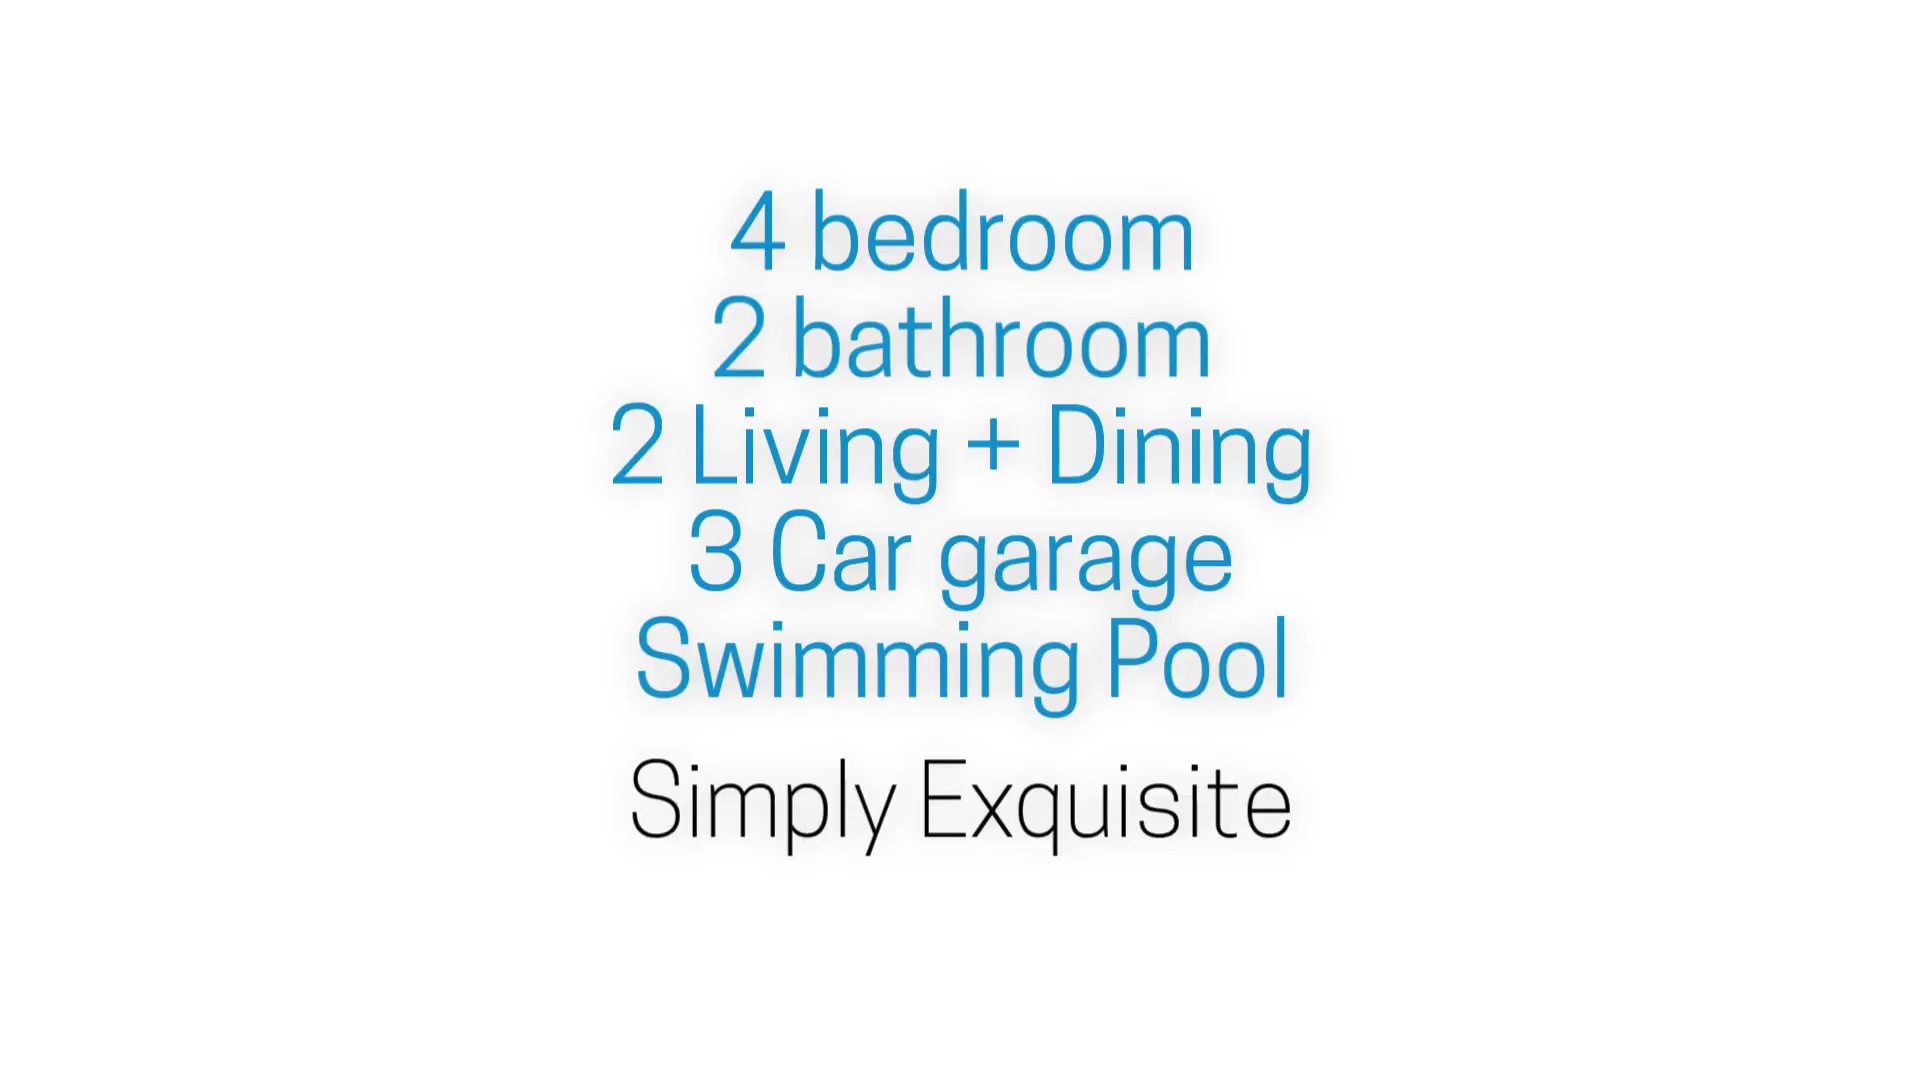 4 bedroom
2 bathroom
2 Living + Dining
3 Car garage
Swimming Pool
Simply Exquisite